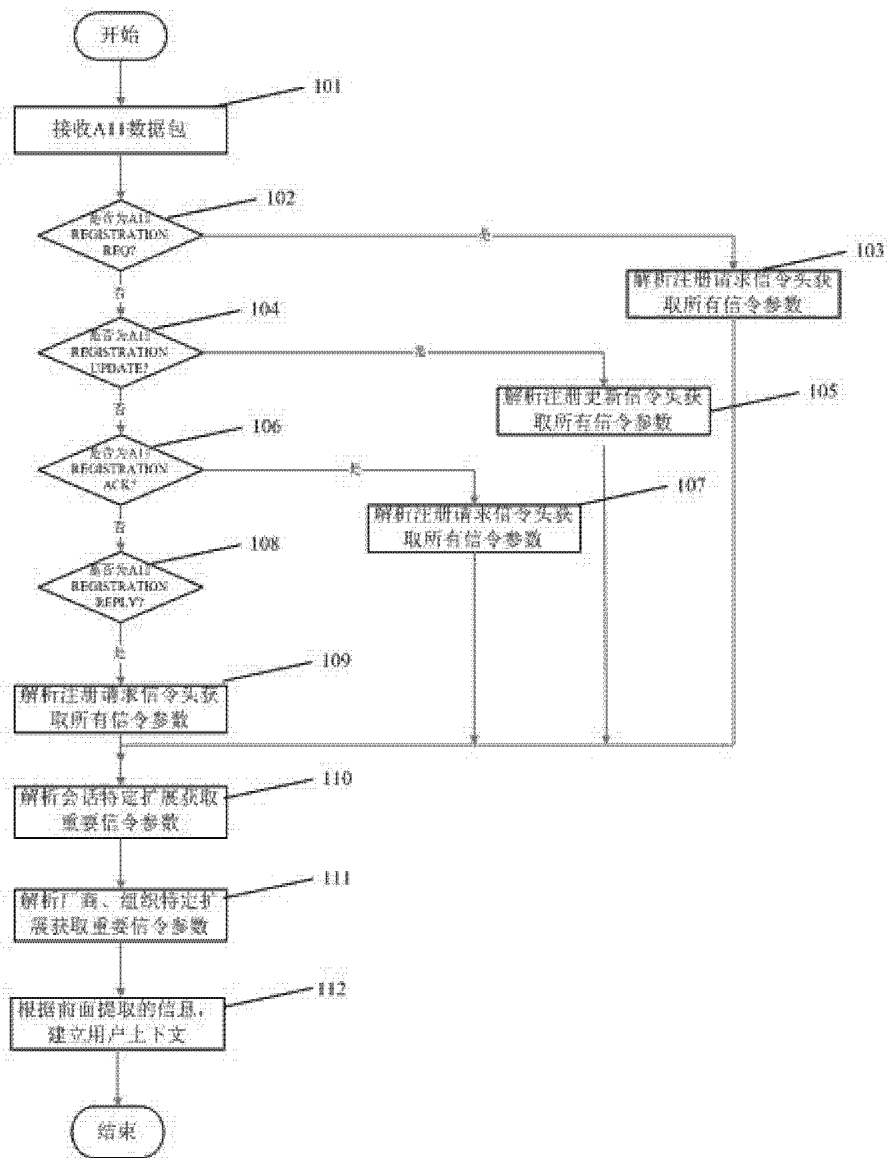 开始
101
接收A11数据包
102
是否为A11
REGISTRATION
REQ?
是
103
解析注册请求信令头获
取所有信令参数
否
104
是否为A11
REGISTRATION
UPDATE?
是
105
解析注册更新信令头获
取所有信令参数
否
106
是否为A11
REGISTRATION
ACK?
是
107
解析注册请求信令头获
取所有信令参数
否
108
是否为A11
REGISTRATION
REPLY?
是
109
解析注册请求信令头获
取所有信令参数
110
解析会话特定扩展获取
重要信令参数
111
解析厂商、组织特定扩
展获取重要信令参数
112
根据前面提取的信息，
建立用户上下文
结束